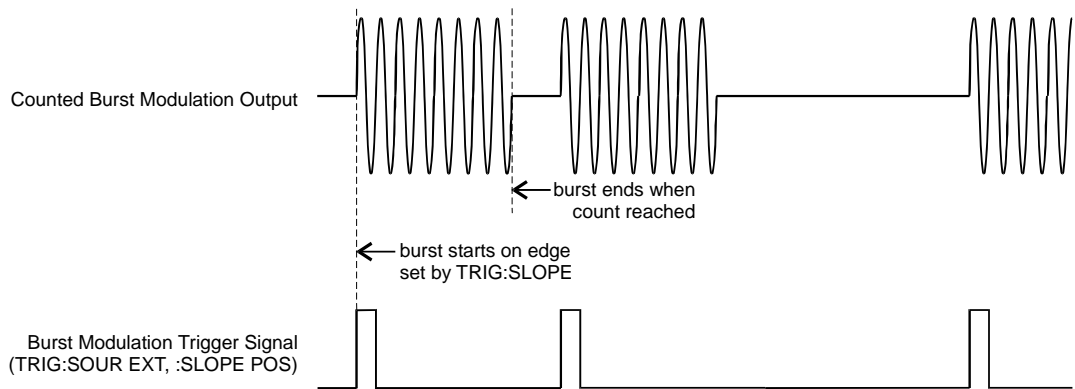 Counted Burst Modulation Output
burst ends when
count reached
burst starts on edge
set by TRIG:SLOPE
Burst Modulation Trigger Signal
(TRIG:SOUR EXT, :SLOPE POS)